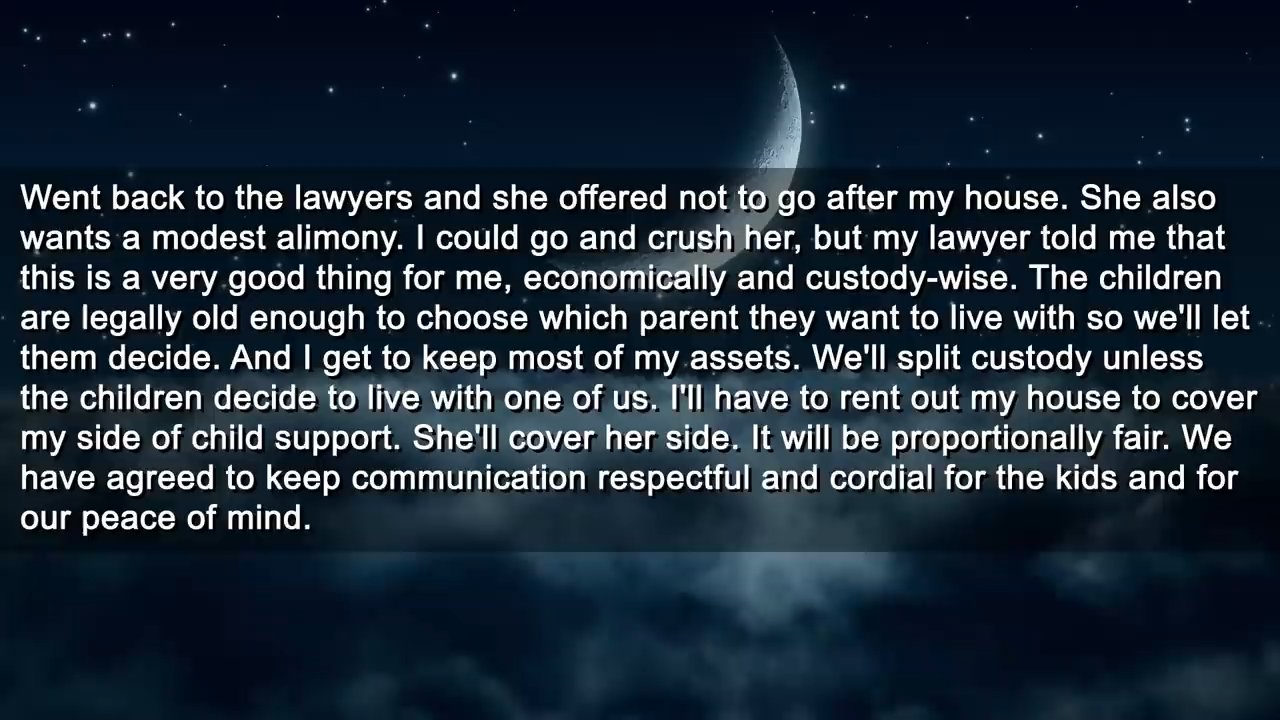 Went back to the lawyers and she offered not to go after my house. She also
wants a modest alimony. I could go and crush her, but my lawyer told me that
this is a very good thing for me, economically and custody-wise. The children
are legally old enough to choose which parent they want to live with so we'll let
them decide. And I get to keep most of my assets. We'll split custody unless
the children decide to live with one of us. I'll have to rent out my house to cover
my side of child support. She'll cover her side. It will be proportionally fair. We
have agreed to keep communication respectful and cordial for the kids and for
our peace of mind.